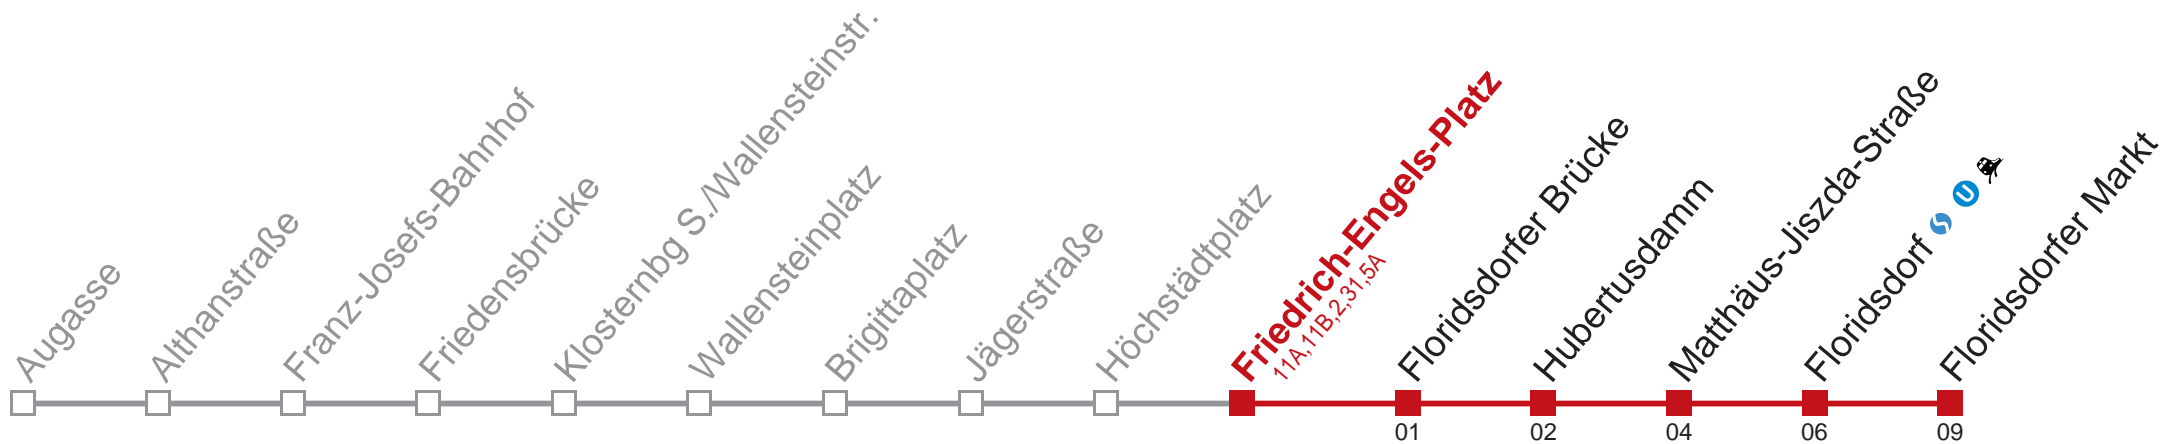 Augasse
Althanstraße
Franz-Josefs-Bahnhof
Friedensbrücke
Klosternbg S./Wallensteinstr.
Wallensteinplatz
Brigittaplatz
Jägerstraße
Höchstädtplatz
Friedrich-Engels-Platz
11A,11B,2,31,5A
Floridsdorfer Brücke
Hubertusdamm
Matthäus-Jiszda-Straße
Floridsdorf S U
Floridsdorfer Markt
01 02 04 06 09